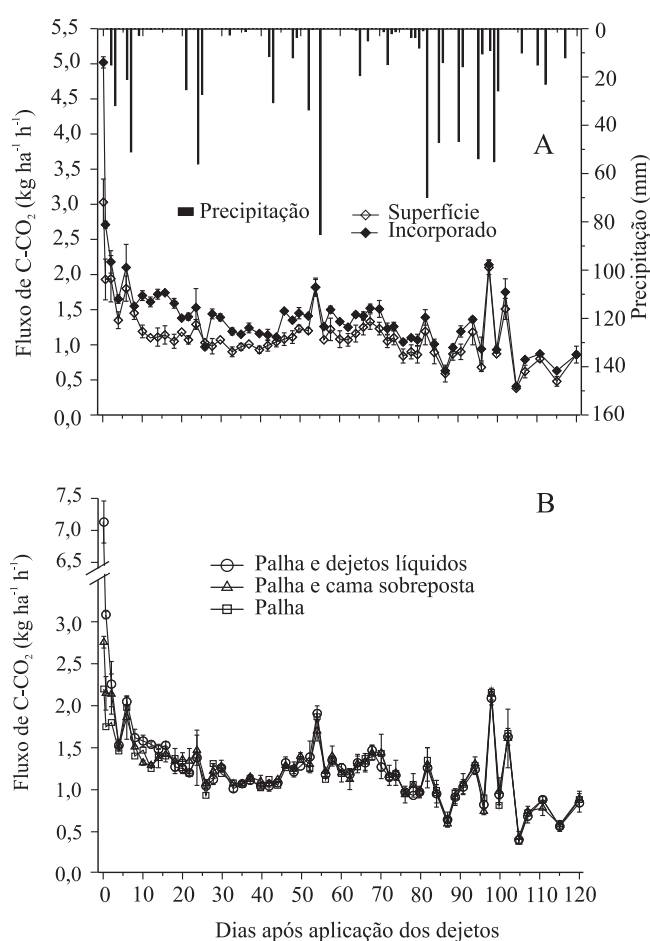 5,5
5,0
4,5
4,0
3,5
3,0
2,5
2,0
1,5
1,0
0,5
0,0
Fluxo de C-CO₂ (kg ha⁻¹ h⁻¹)
0
20
40
60
80
100
120
140
160
Precipitação (mm)
A
Precipitação
Superfície
Incorporado
B
7,5
7,0
6,5
3,0
2,5
2,0
1,5
1,0
0,5
0,0
Fluxo de C-CO₂ (kg ha⁻¹ h⁻¹)
Palha e dejetos líquidos
Palha e cama sobreposta
Palha
0 10 20 30 40 50 60 70 80 90 100 110 120
Dias após aplicação dos dejetos